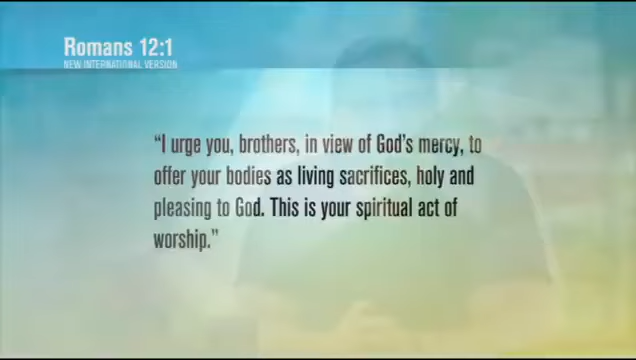 Romans 12:1
NEW INTERNATIONAL VERSION
“I urge you, brothers, in view of God’s mercy, to
offer your bodies as living sacrifices, holy and
pleasing to God. This is your spiritual act of
worship.”